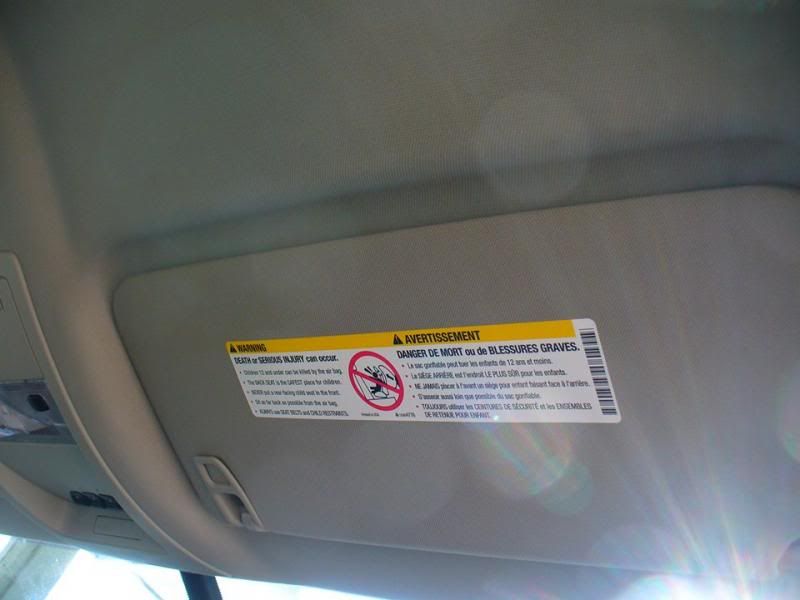 WARNING
DEATH or SERIOUS INJURY can occur.
• Children 12 and under can be killed by the air bag.
• The BACK SEAT is the SAFEST place for children.
• NEVER put a rear-facing child seat in the front.
• Sit as far back as possible from the air bag.
• ALWAYS use SEAT BELTS and CHILD RESTRAINTS.
AVERTISSEMENT
DANGER DE MORT ou de BLESSURES GRAVES.
• Le sac gonflable peut tuer les enfants de 12 ans et moins.
• Le SIÈGE ARRIÈRE est l'endroit LE PLUS SÛR pour les enfants.
• NE JAMAIS placer à l'avant un siège pour enfant faisant face à l'arrière.
• S'asseoir aussi loin que possible du sac gonflable.
• TOUJOURS utiliser les CEINTURES DE SÉCURITÉ et les ENSEMBLES
DE RETENUE POUR ENFANT.